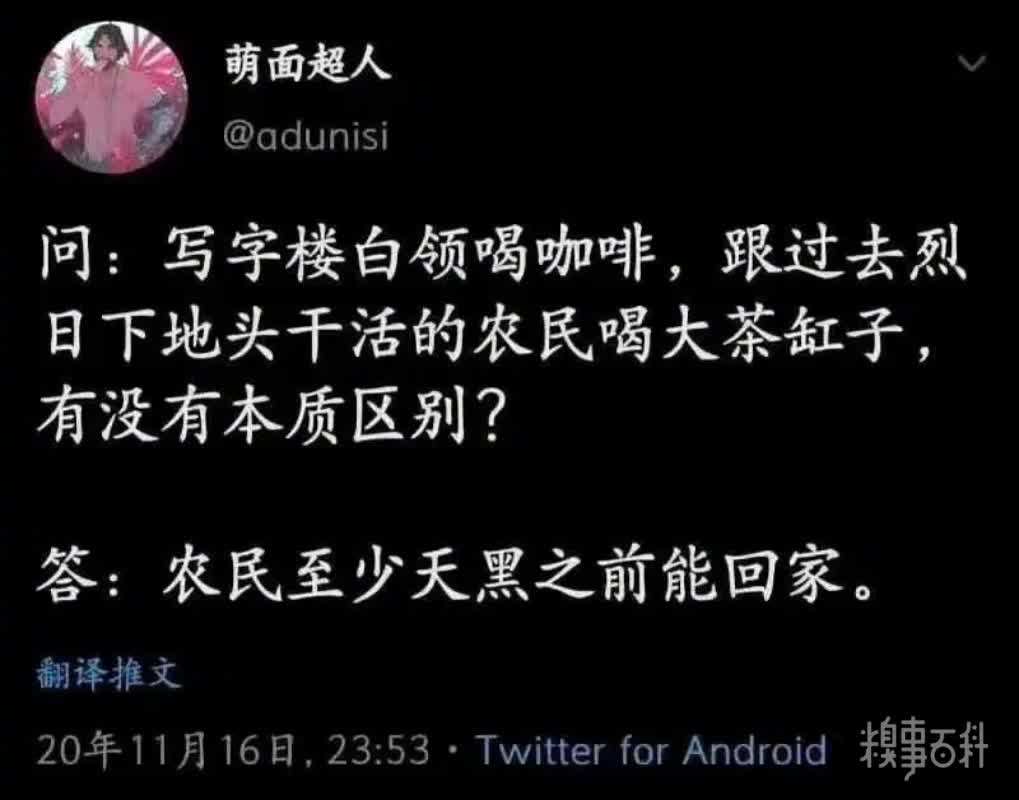 萌面超人
@adunisi
问：写字楼白领喝咖啡，跟过去烈
日下地头干活的农民喝大茶缸子，
有没有本质区别？
答：农民至少天黑之前能回家。
翻译推文
20年11月16日, 23:53 · Twitter for Android
糗事百科